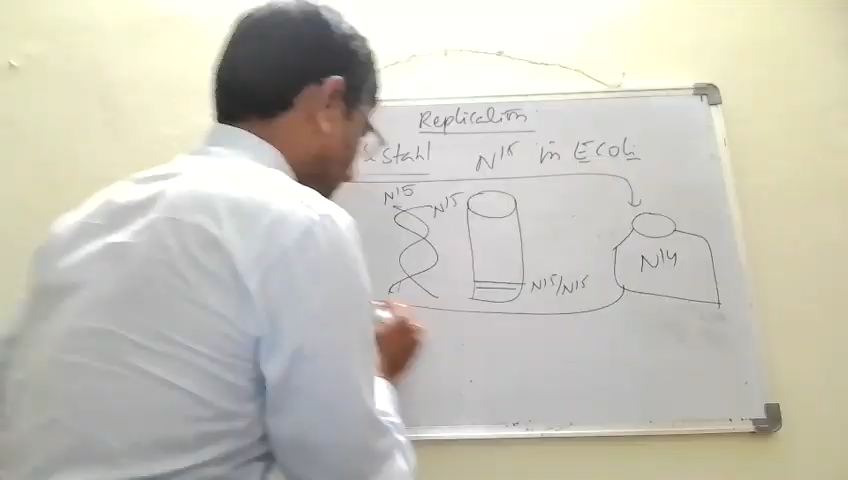 Replication
& Stahl N15 in E Coli
N15
N15
N14
N15/N15